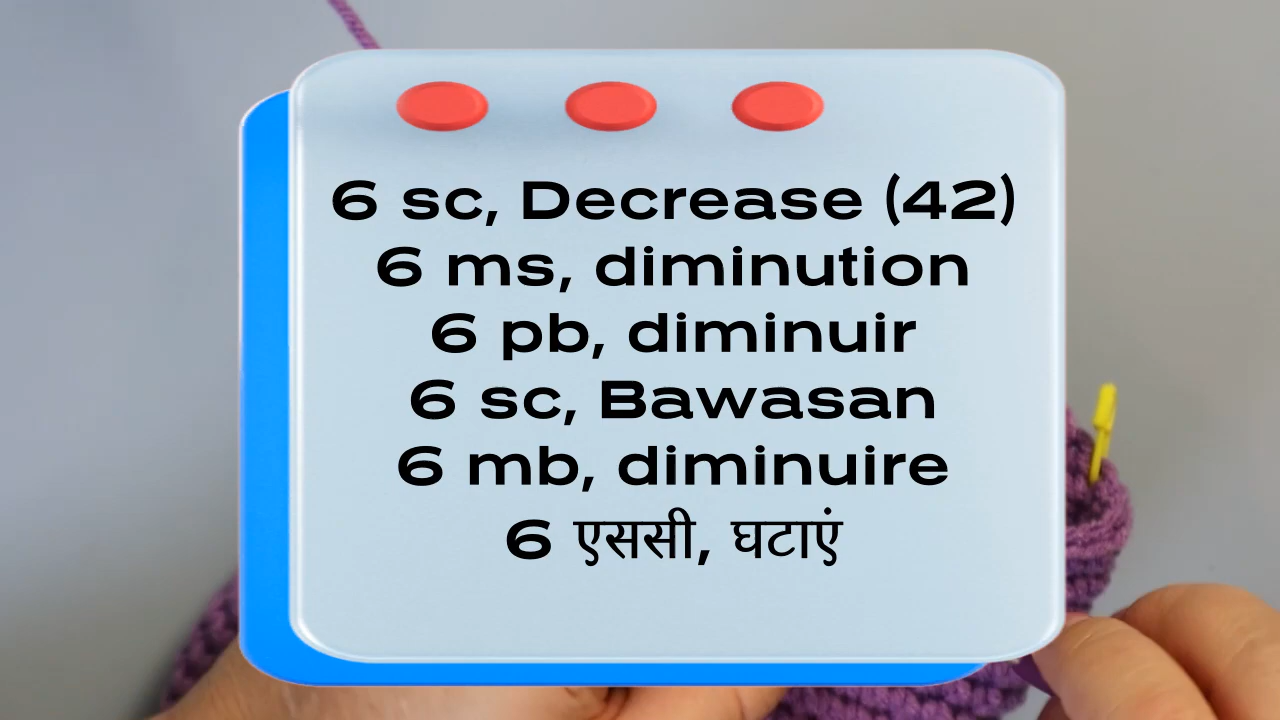 6 sc, Decrease (42)
6 ms, diminution
6 pb, diminuir
6 sc, Bawasan
6 mb, diminuire
6 एससी, घटाएं